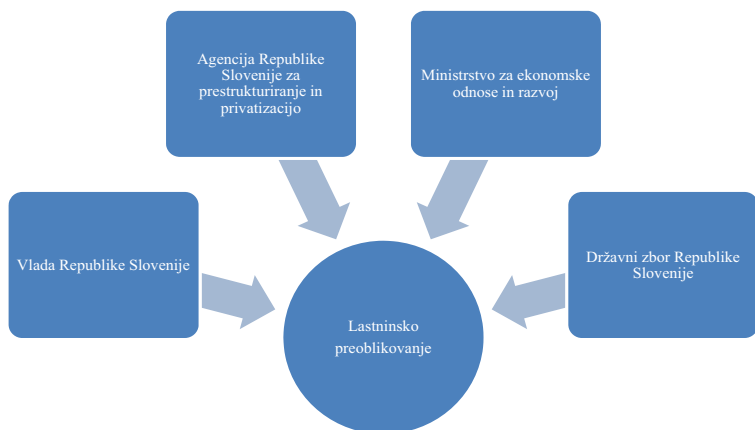 Agencija Republike
Slovenije za
prestrukturiranje in
privatizacijo
Ministrstvo za ekonomske
odnose in razvoj
Vlada Republike Slovenije
Državni zbor Republike
Slovenije
Lastninsko
preoblikovanje